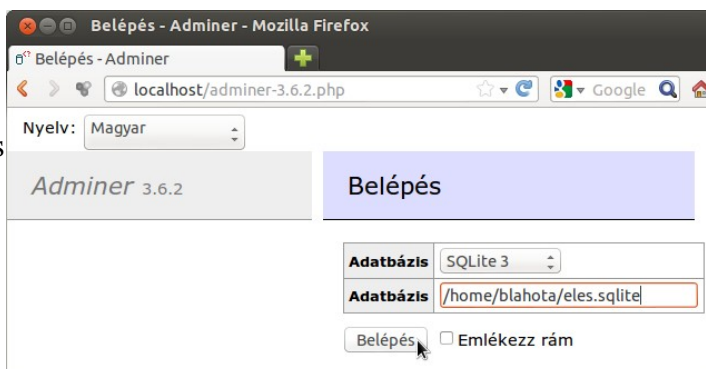 Belépés - Adminer - Mozilla Firefox
Belépés - Adminer
localhost/adminer-3.6.2.php
Google
Nyelv: Magyar
s
Adminer 3.6.2
Belépés
Adatbázis SQLite 3
Adatbázis /home/blahota/eles.sqlite
Belépés Emlékezz rám